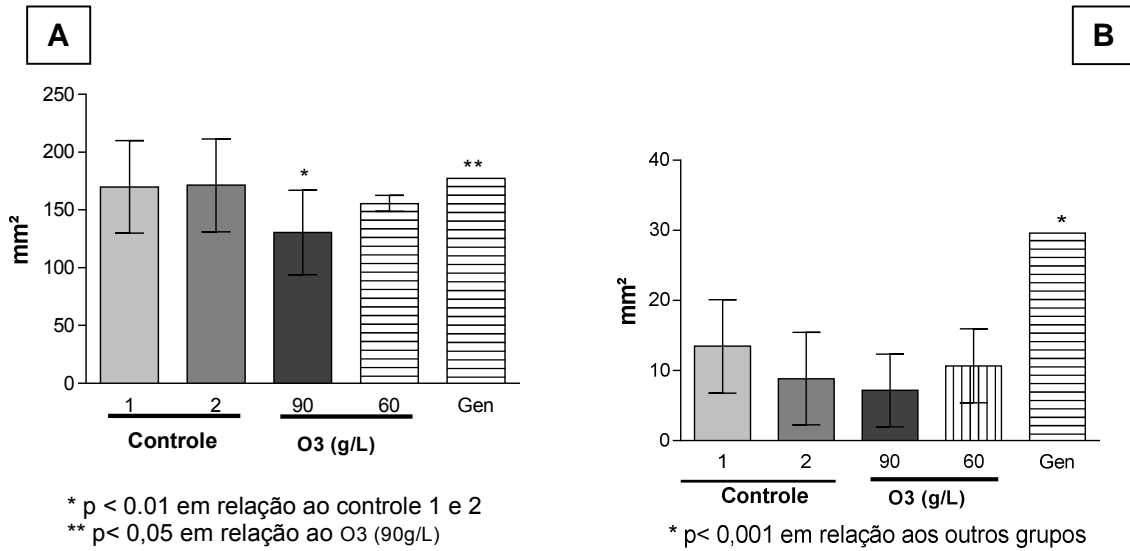 A
250
200
150
100
50
0
mm²
*
**
1 2 90 60 Gen
Controle O3 (g/L)
* p < 0.01 em relação ao controle 1 e 2
** p< 0,05 em relação ao O3 (90g/L)
B
40
30
20
10
0
mm²
*
1 2 90 60 Gen
Controle O3 (g/L)
* p< 0,001 em relação aos outros grupos